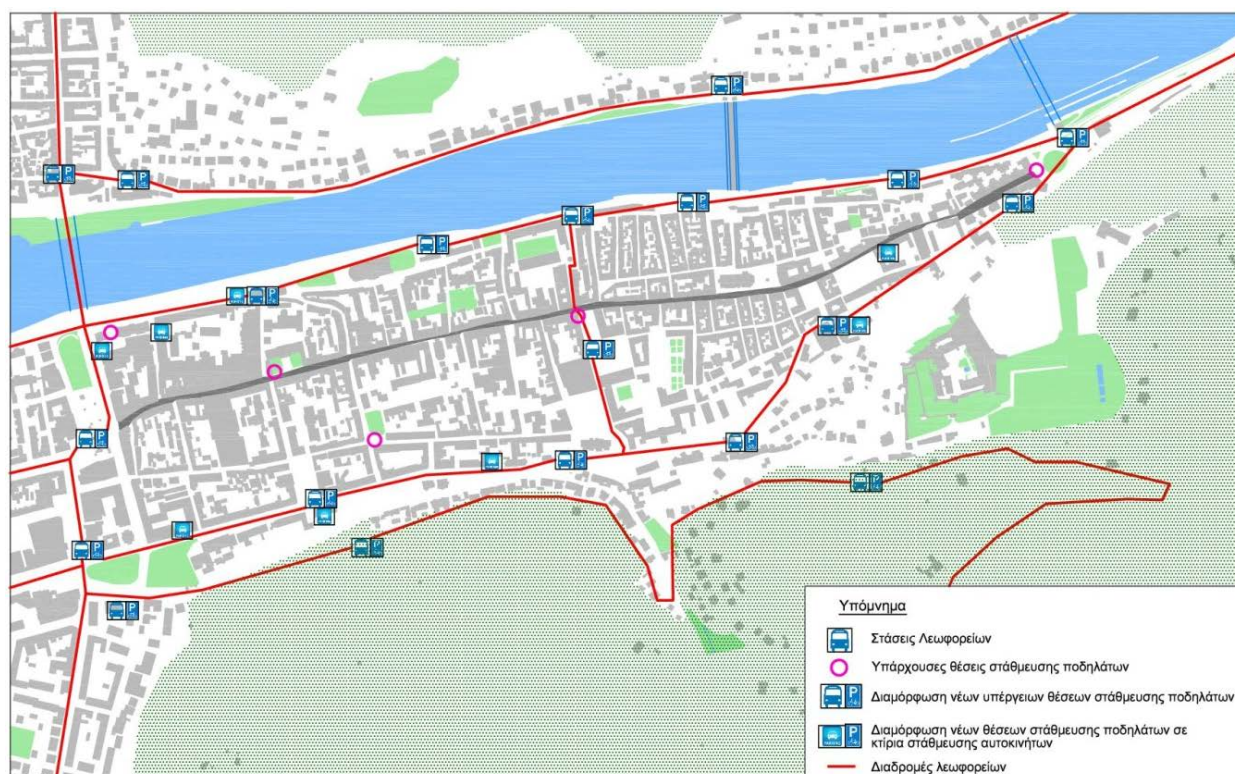 Υπόμνημα
Στάσεις Λεωφορείων
Υπάρχουσες θέσεις στάθμευσης ποδηλάτων
Διαμόρφωση νέων υπέργειων θέσεων στάθμευσης ποδηλάτων
Διαμόρφωση νέων θέσεων στάθμευσης ποδηλάτων σε
κτίρια στάθμευσης αυτοκινήτων
Διαδρομές λεωφορείων